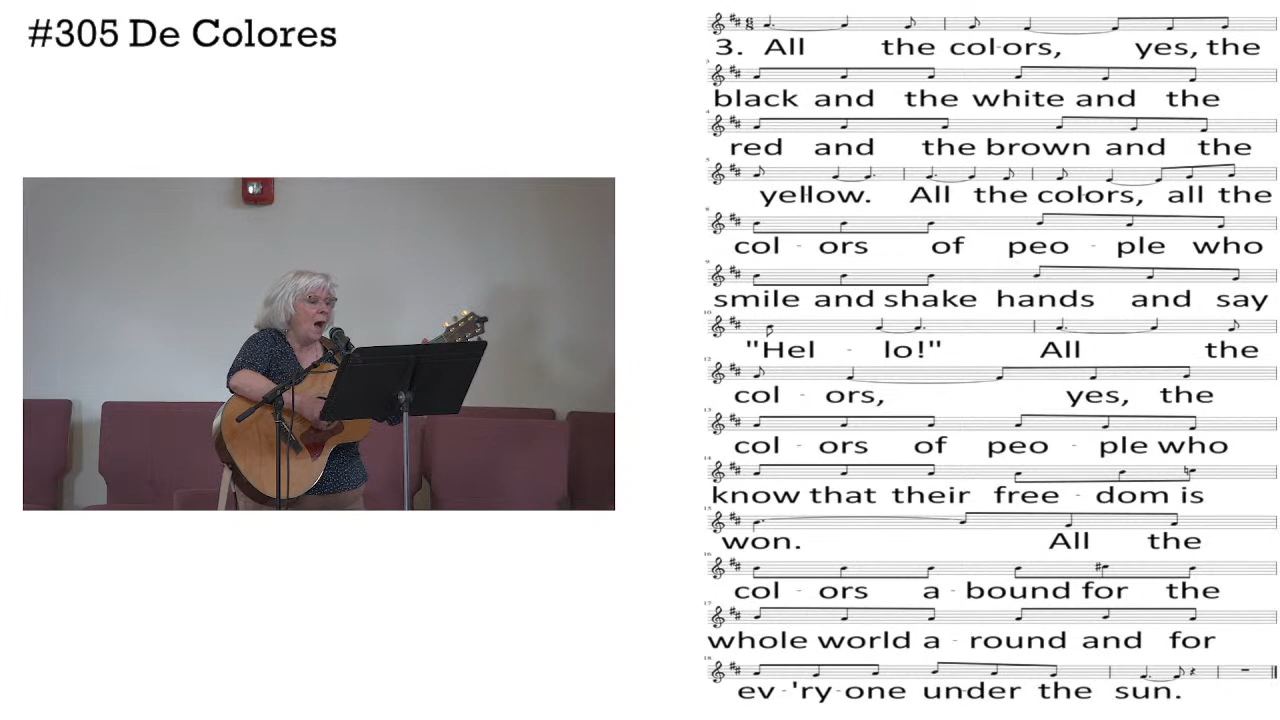 #305 De Colores
3. All the col-ors, yes, the
black and the white and the
red and the brown and the
yel-low. All the colors, all the
col - ors of peo - ple who
smile and shake hands and say
"Hel - lo!" All the
col - ors, yes, the
col - ors of peo - ple who
know that their free - dom is
won. All the
col - ors a - bound for the
whole world a - round and for
ev - 'ry - one un-der the sun.